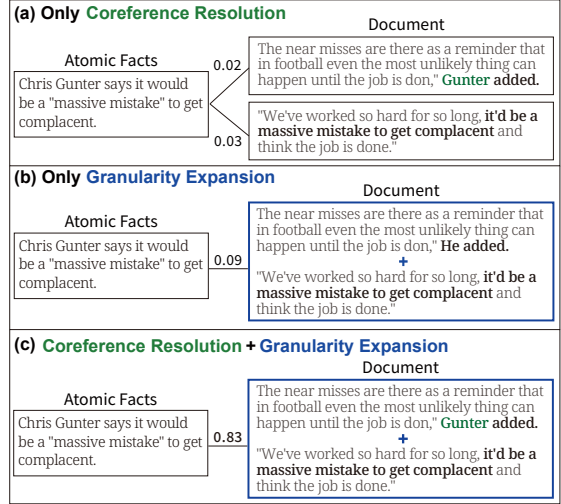 (a) Only Coreference Resolution
Document
Atomic Facts
Chris Gunter says it would
be a "massive mistake" to get
complacent.
0.02
The near misses are there as a reminder that
in football even the most unlikely thing can
happen until the job is don," Gunter added.
0.03
"We've worked so hard for so long, it'd be a
massive mistake to get complacent and
think the job is done."
(b) Only Granularity Expansion
Document
Atomic Facts
Chris Gunter says it would
be a "massive mistake" to get
complacent.
0.09
The near misses are there as a reminder that
in football even the most unlikely thing can
happen until the job is don," He added.
+
"We've worked so hard for so long, it'd be a
massive mistake to get complacent and
think the job is done."
(c) Coreference Resolution + Granularity Expansion
Document
Atomic Facts
Chris Gunter says it would
be a "massive mistake" to get
complacent.
0.83
The near misses are there as a reminder that
in football even the most unlikely thing can
happen until the job is don," Gunter added.
+
"We've worked so hard for so long, it'd be a
massive mistake to get complacent and
think the job is done."